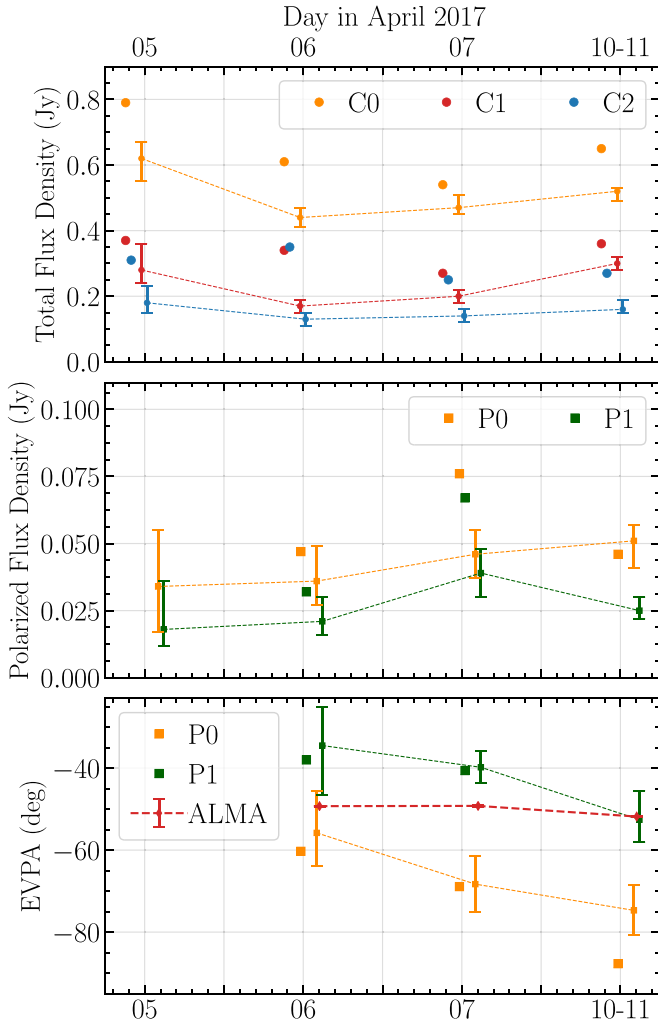 Day in April 2017
05 06 07 10-11
Total Flux Density (Jy)
0.8
0.6
0.4
0.2
0.0
C0 C1 C2
Polarized Flux Density (Jy)
0.100
0.075
0.050
0.025
0.000
P0 P1
EVPA (deg)
−40
−60
−80
P0
P1
ALMA
05 06 07 10-11